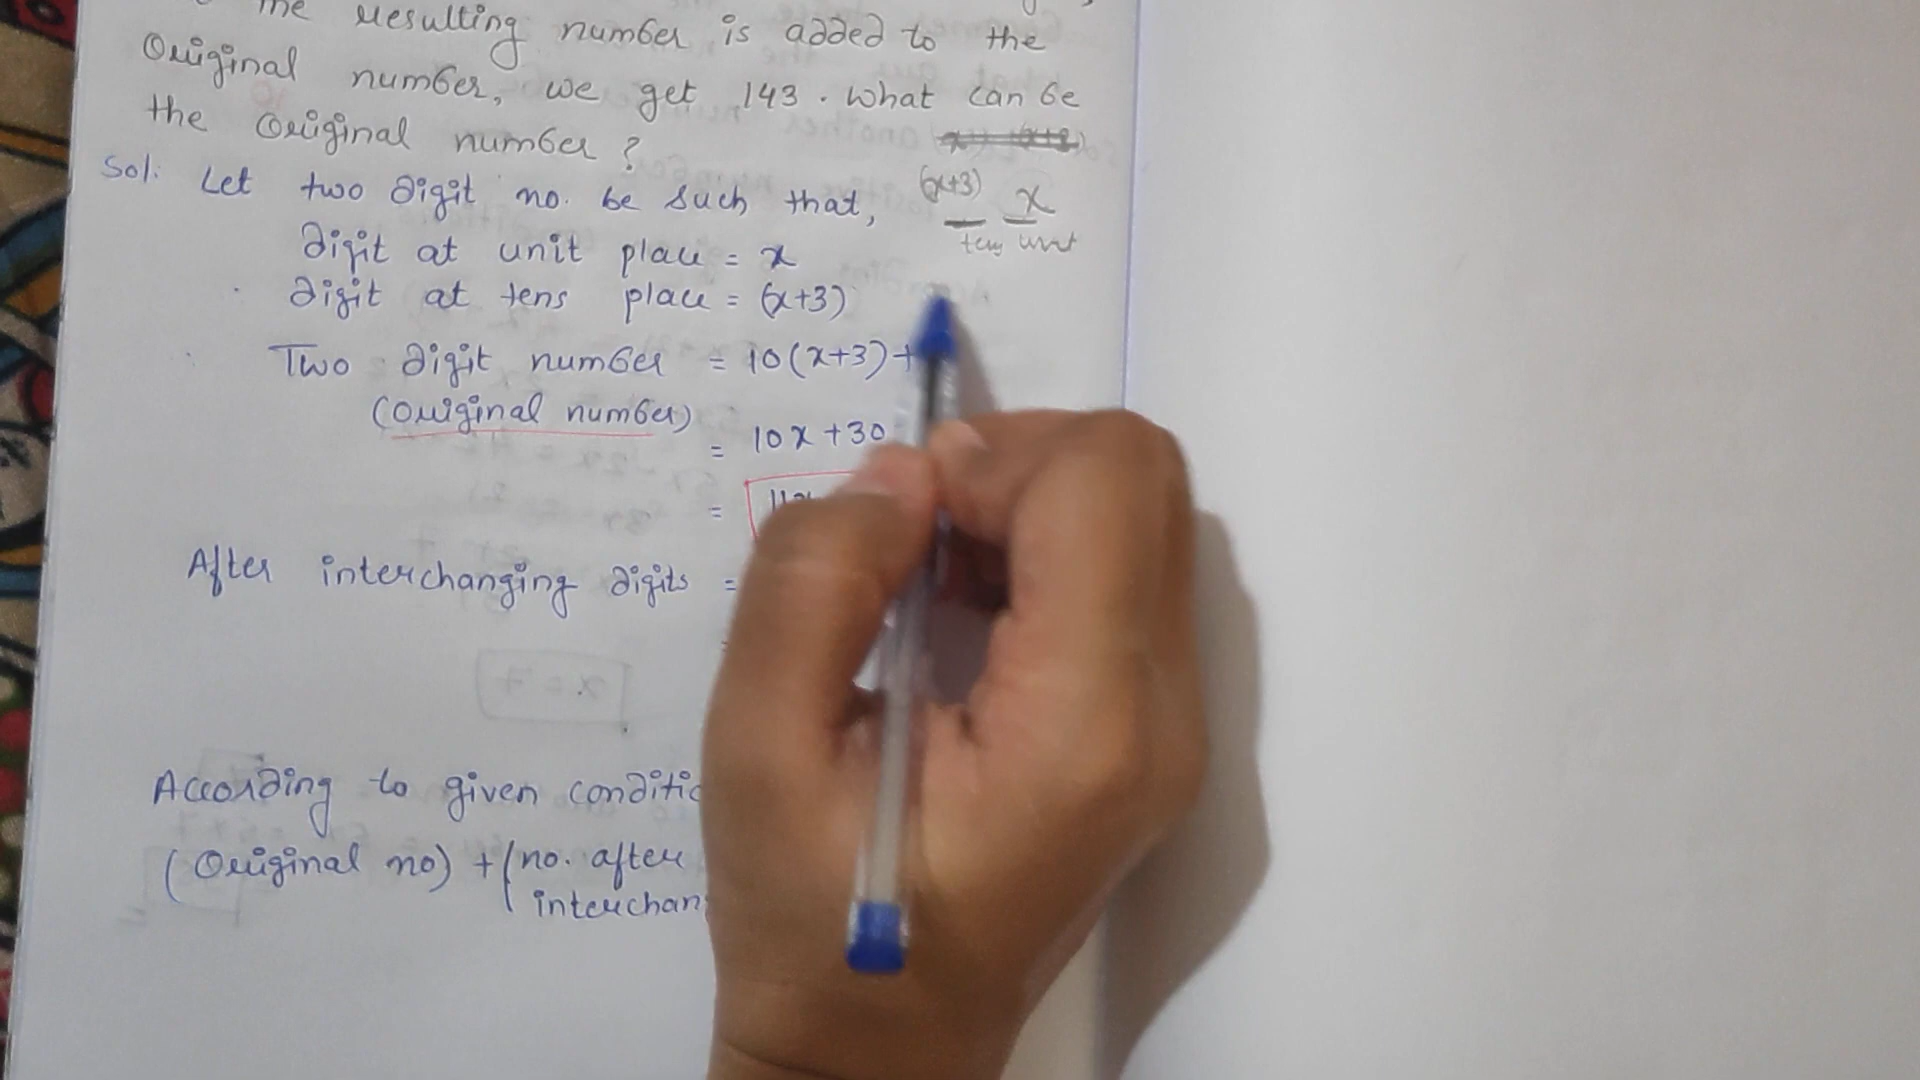 the resulting number is added to the
Original number, we get 143. What can be
the Original number?
(x+3) x
tens unit
Sol: Let two digit no. be such that,
digit at unit place = x
digit at tens place = (x+3)
Two digit number = 10(x+3)+
(Original number)
= 10x+30
= 11x
After interchanging digits =
According to given conditio
(Original no) + (no. after
interchan